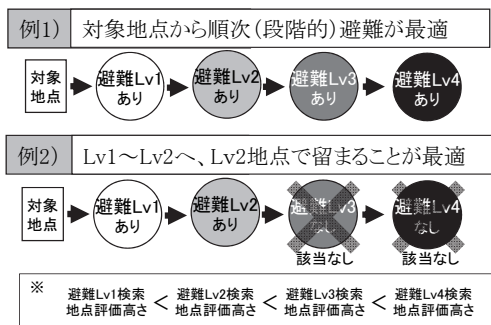 例1) 対象地点から順次(段階的)避難が最適
対象
地点
避難Lv1
あり
避難Lv2
あり
避難Lv3
あり
避難Lv4
あり
例2) Lv1～Lv2へ、Lv2地点で留まることが最適
対象
地点
避難Lv1
あり
避難Lv2
あり
避難Lv3
なし
該当なし
避難Lv4
なし
該当なし
※
避難Lv1検索 < 避難Lv2検索 < 避難Lv3検索 < 避難Lv4検索
地点評価高さ 地点評価高さ 地点評価高さ 地点評価高さ